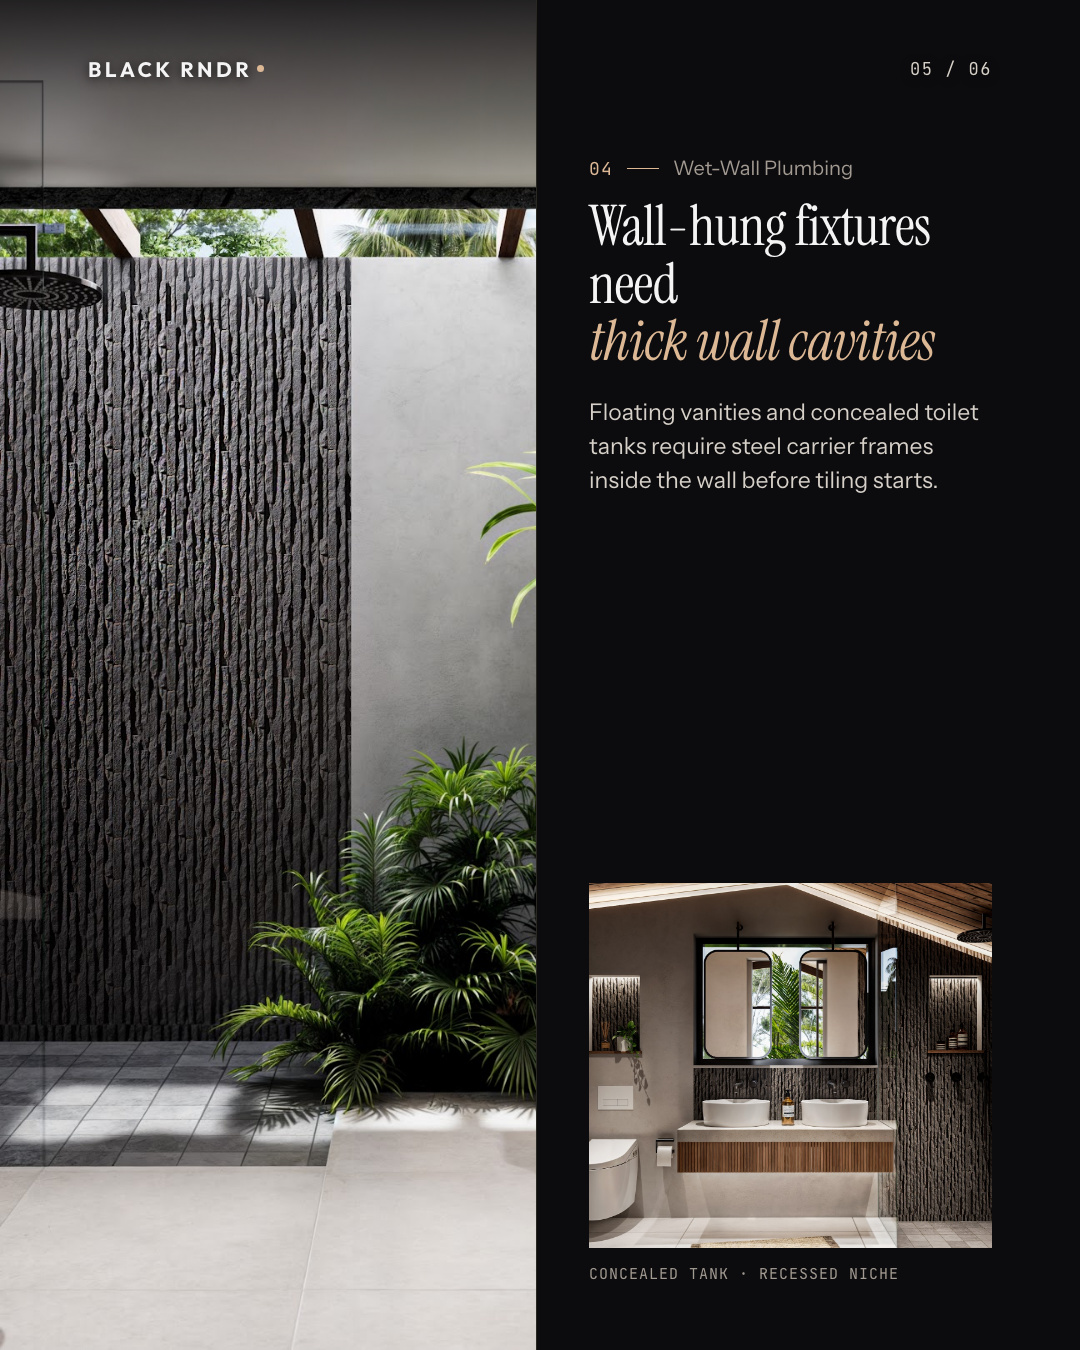 BLACK RNDR
05 / 06
04 — Wet-Wall Plumbing
Wall-hung fixtures
need
thick wall cavities
Floating vanities and concealed toilet
tanks require steel carrier frames
inside the wall before tiling starts.
CONCEALED TANK · RECESSED NICHE